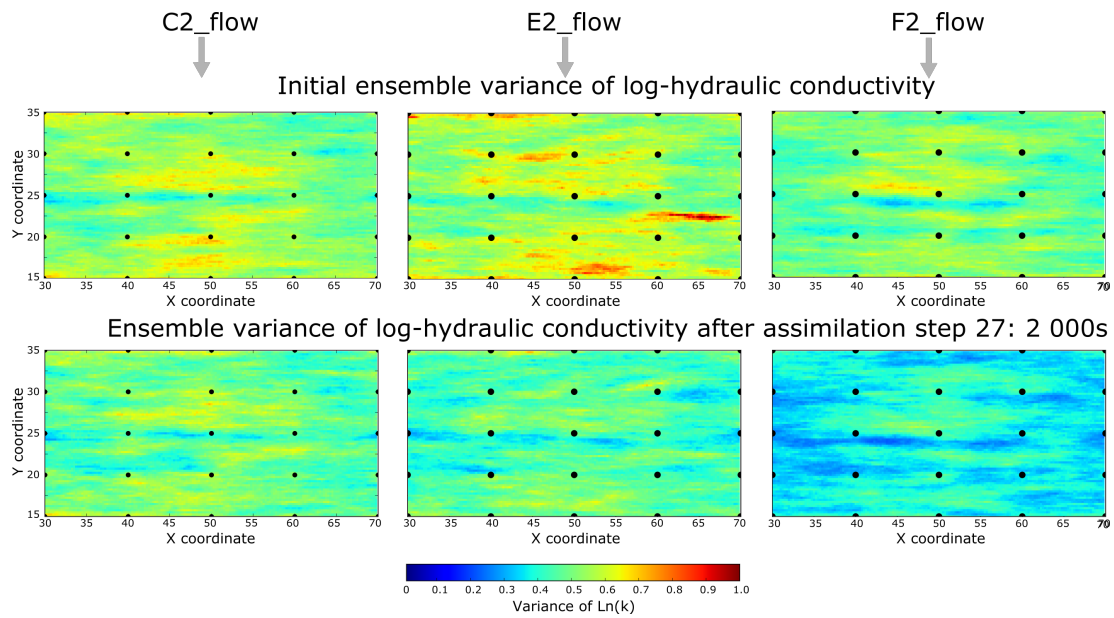 C2_flow E2_flow F2_flow
Initial ensemble variance of log-hydraulic conductivity
35
30
25
20
15
Y coordinate
30 35 40 45 50 55 60 65 70
X coordinate
30 35 40 45 50 55 60 65 70
X coordinate
30 35 40 45 50 55 60 65 70
X coordinate
Ensemble variance of log-hydraulic conductivity after assimilation step 27: 2 000s
35
30
25
20
15
Y coordinate
30 35 40 45 50 55 60 65 70
X coordinate
30 35 40 45 50 55 60 65 70
X coordinate
30 35 40 45 50 55 60 65 70
X coordinate
0 0.1 0.2 0.3 0.4 0.5 0.6 0.7 0.8 0.9 1.0
Variance of Ln(k)